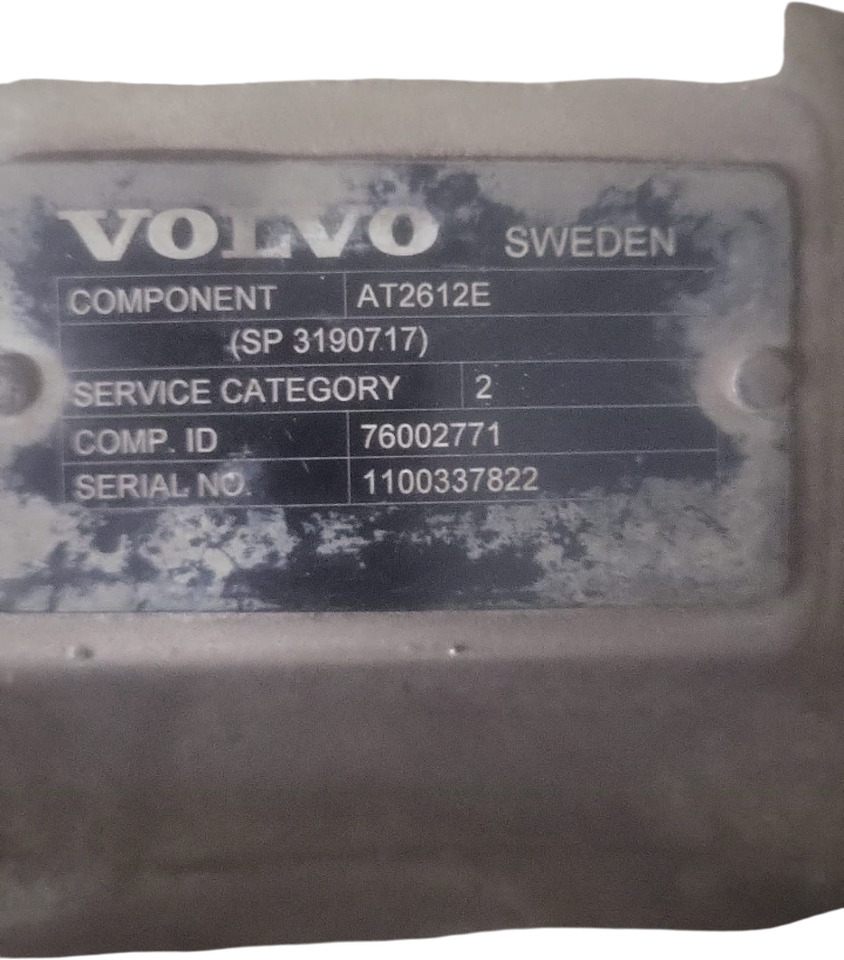 VOLVO SWEDEN
COMPONENT AT2612E
(SP 3190717)
SERVICE CATEGORY 2
COMP. ID 76002771
SERIAL NO. 1100337822